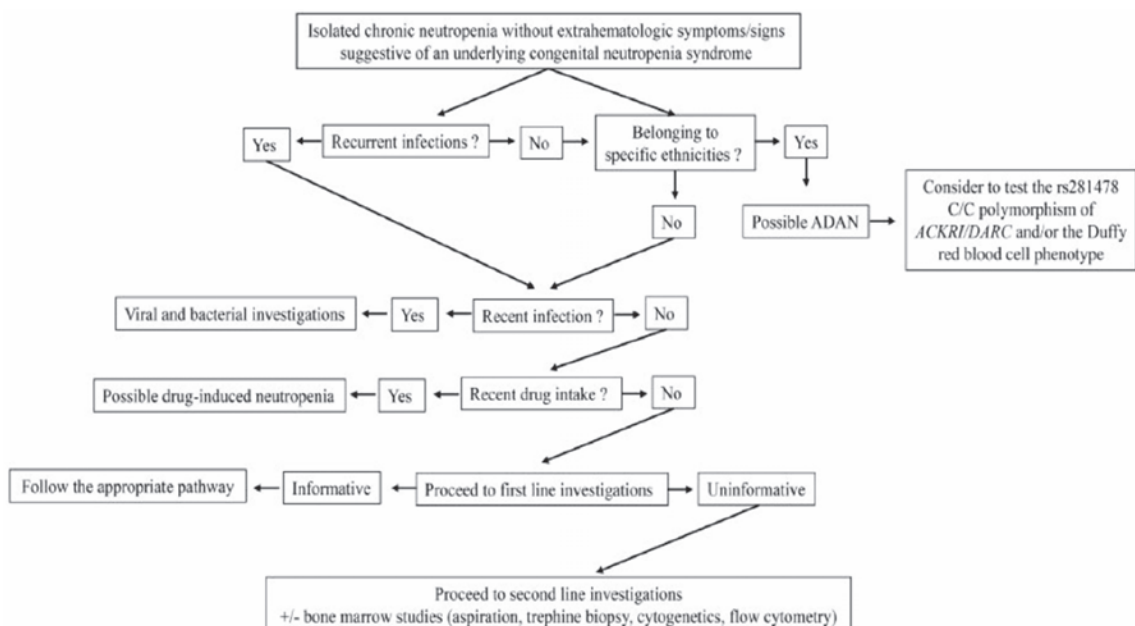 Isolated chronic neutropenia without extrahematologic symptoms/signs
suggestive of an underlying congenital neutropenia syndrome
Yes
Recurrent infections ?
No
Belonging to
specific ethnicities ?
Yes
No
Possible ADAN
Consider to test the rs281478
C/C polymorphism of
ACKRI/DARC and/or the Duffy
red blood cell phenotype
Viral and bacterial investigations
Yes
Recent infection ?
No
Possible drug-induced neutropenia
Yes
Recent drug intake ?
No
Follow the appropriate pathway
Informative
Proceed to first line investigations
Uninformative
Proceed to second line investigations
+/- bone marrow studies (aspiration, trephine biopsy, cytogenetics, flow cytometry)